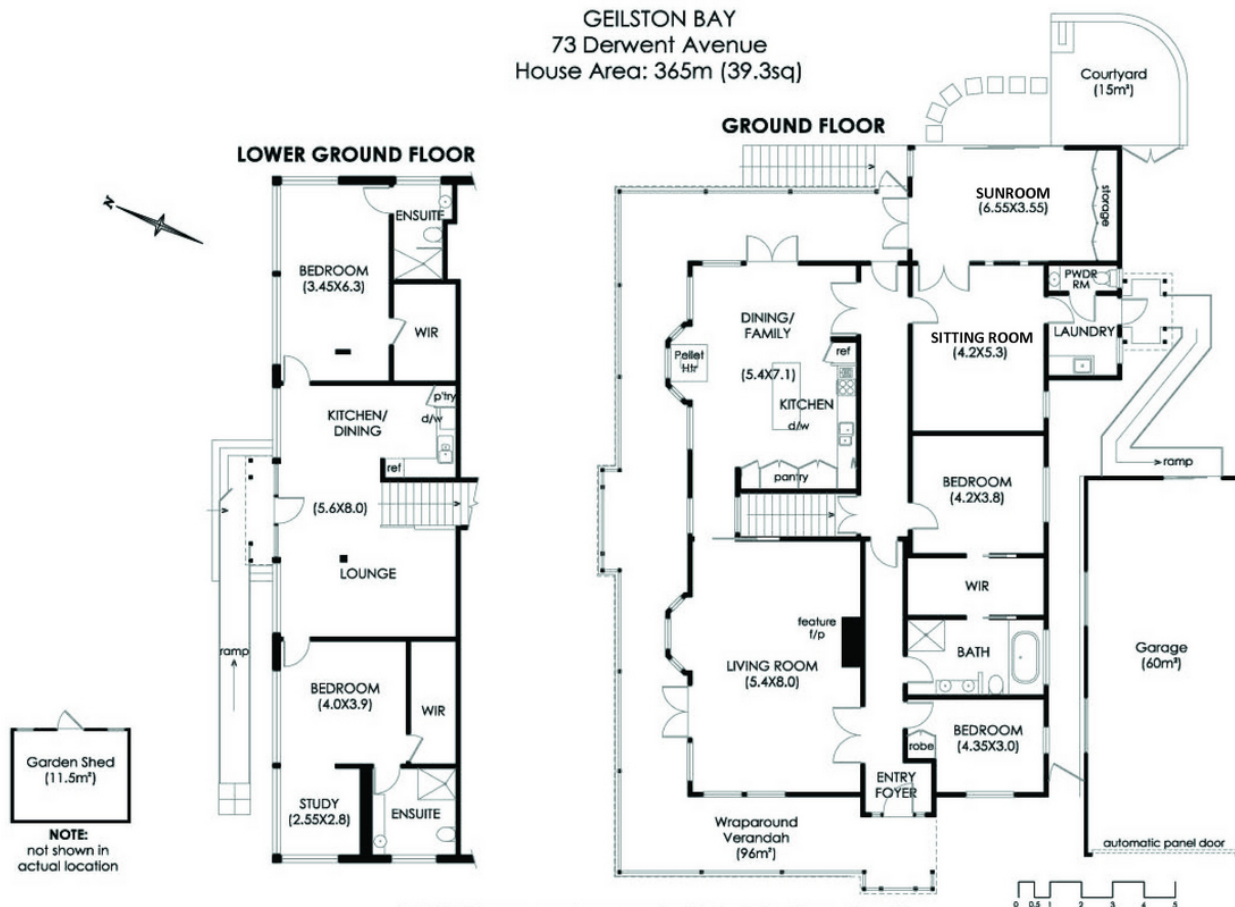 GEILSTON BAY
73 Derwent Avenue
House Area: 365m (39.3sq)
LOWER GROUND FLOOR
N
BEDROOM
(3.45X6.3)
ENSUITE
WIR
KITCHEN/
DINING
p'try
d/w
ref
(5.6X8.0)
LOUNGE
ramp
BEDROOM
(4.0X3.9)
WIR
STUDY
(2.55X2.8)
ENSUITE
Garden Shed
(11.5m²)
NOTE:
not shown in
actual location
GROUND FLOOR
Courtyard
(15m²)
SUNROOM
(6.55X3.55)
storage
DINING/
FAMILY
(5.4X7.1)
Pellet
Htr
ref
KITCHEN
d/w
pantry
PWDR
RM
LAUNDRY
SITTING ROOM
(4.2X5.3)
ramp
BEDROOM
(4.2X3.8)
WIR
BATH
feature
f/p
LIVING ROOM
(5.4X8.0)
BEDROOM
(4.35X3.0)
robe
ENTRY
FOYER
Wraparound
Verandah
(96m²)
Garage
(60m²)
automatic panel door
0 0.5 1 2 3 4 5